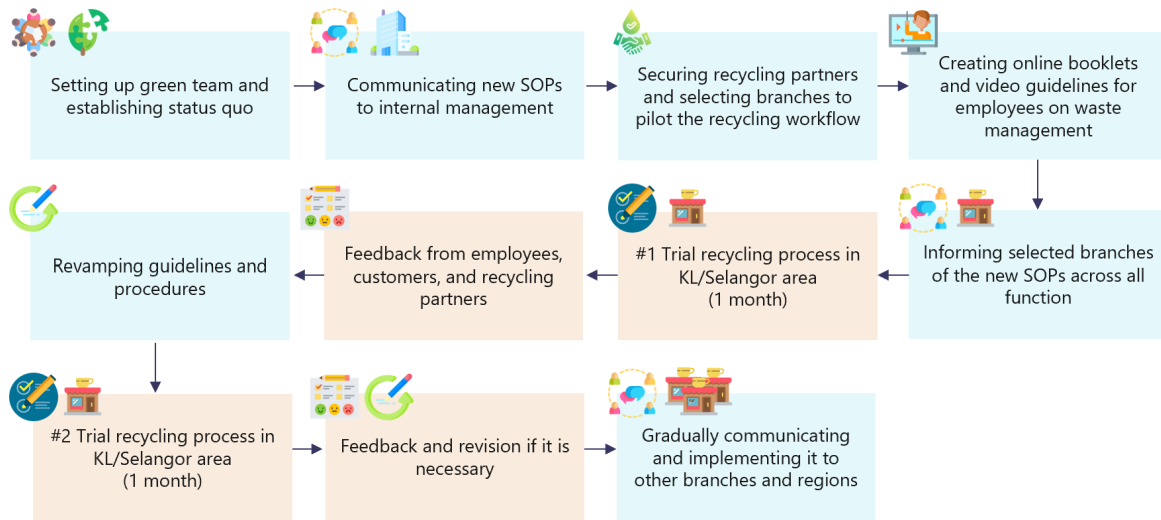 Setting up green team and
establishing status quo
Communicating new SOPs
to internal management
Securing recycling partners
and selecting branches to
pilot the recycling workflow
Creating online booklets
and video guidelines for
employees on waste
management
Informing selected branches
of the new SOPs across all
function
#1 Trial recycling process in
KL/Selangor area
(1 month)
Feedback from employees,
customers, and recycling
partners
Revamping guidelines and
procedures
#2 Trial recycling process in
KL/Selangor area
(1 month)
Feedback and revision if it is
necessary
Gradually communicating
and implementing it to
other branches and regions